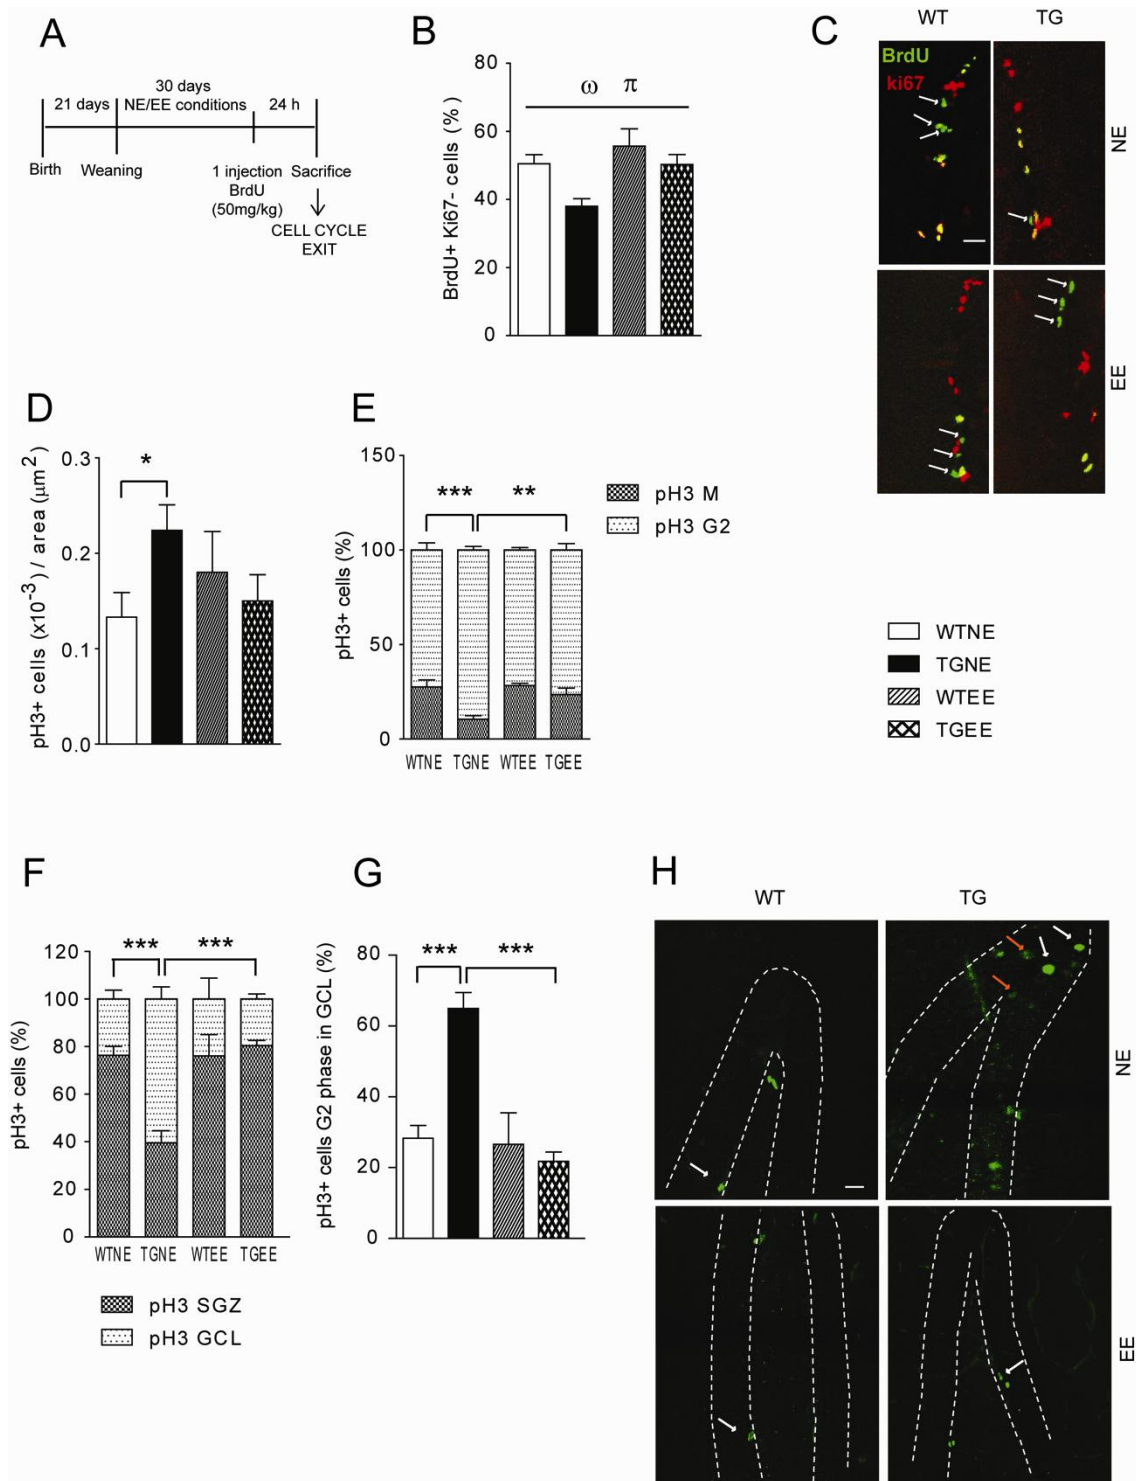 A
21 days
30 days
NE/EE conditions
24 h
Birth
Weaning
1 injection
BrdU
(50mg/kg)
Sacrifice
CELL CYCLE
EXIT
B
BrdU+ Ki67- cells (%)
80
60
40
20
0
ω π
C
WT
TG
BrdU
ki67
NE
EE
D
pH3+ cells (x10⁻³) / area (µm²)
0.3
0.2
0.1
0.0
*
E
pH3+ cells (%)
150
100
50
0
***
**
WTNE TGNE WTEE TGEE
pH3 M
pH3 G2
WTNE
TGNE
WTEE
TGEE
F
pH3+ cells (%)
120
100
80
60
40
20
0
***
***
WTNE TGNE WTEE TGEE
pH3 SGZ
pH3 GCL
G
pH3+ cells G2 phase in GCL (%)
80
60
40
20
0
***
***
H
WT
TG
NE
EE